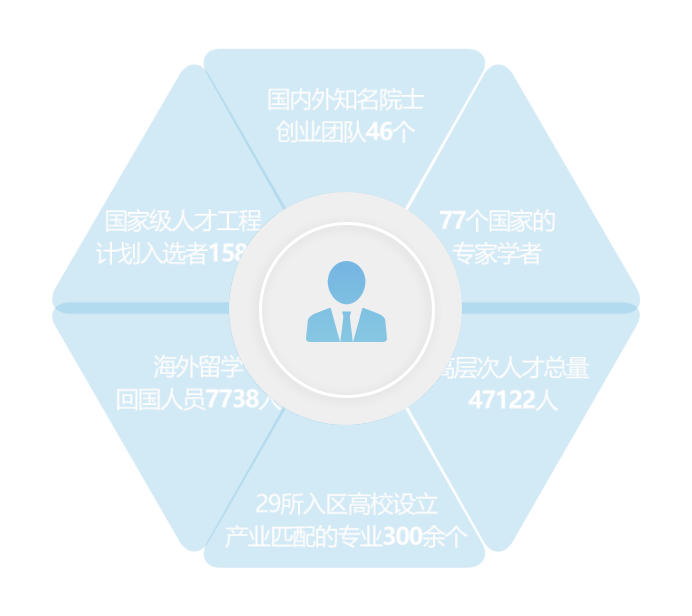 国内外知名院士
创业团队46个
77个国家的
专家学者
高层次人才总量
47122人
29所入区高校设立
产业匹配的专业300余个
海外留学
回国人员7738人
国家级人才工程
计划入选者158